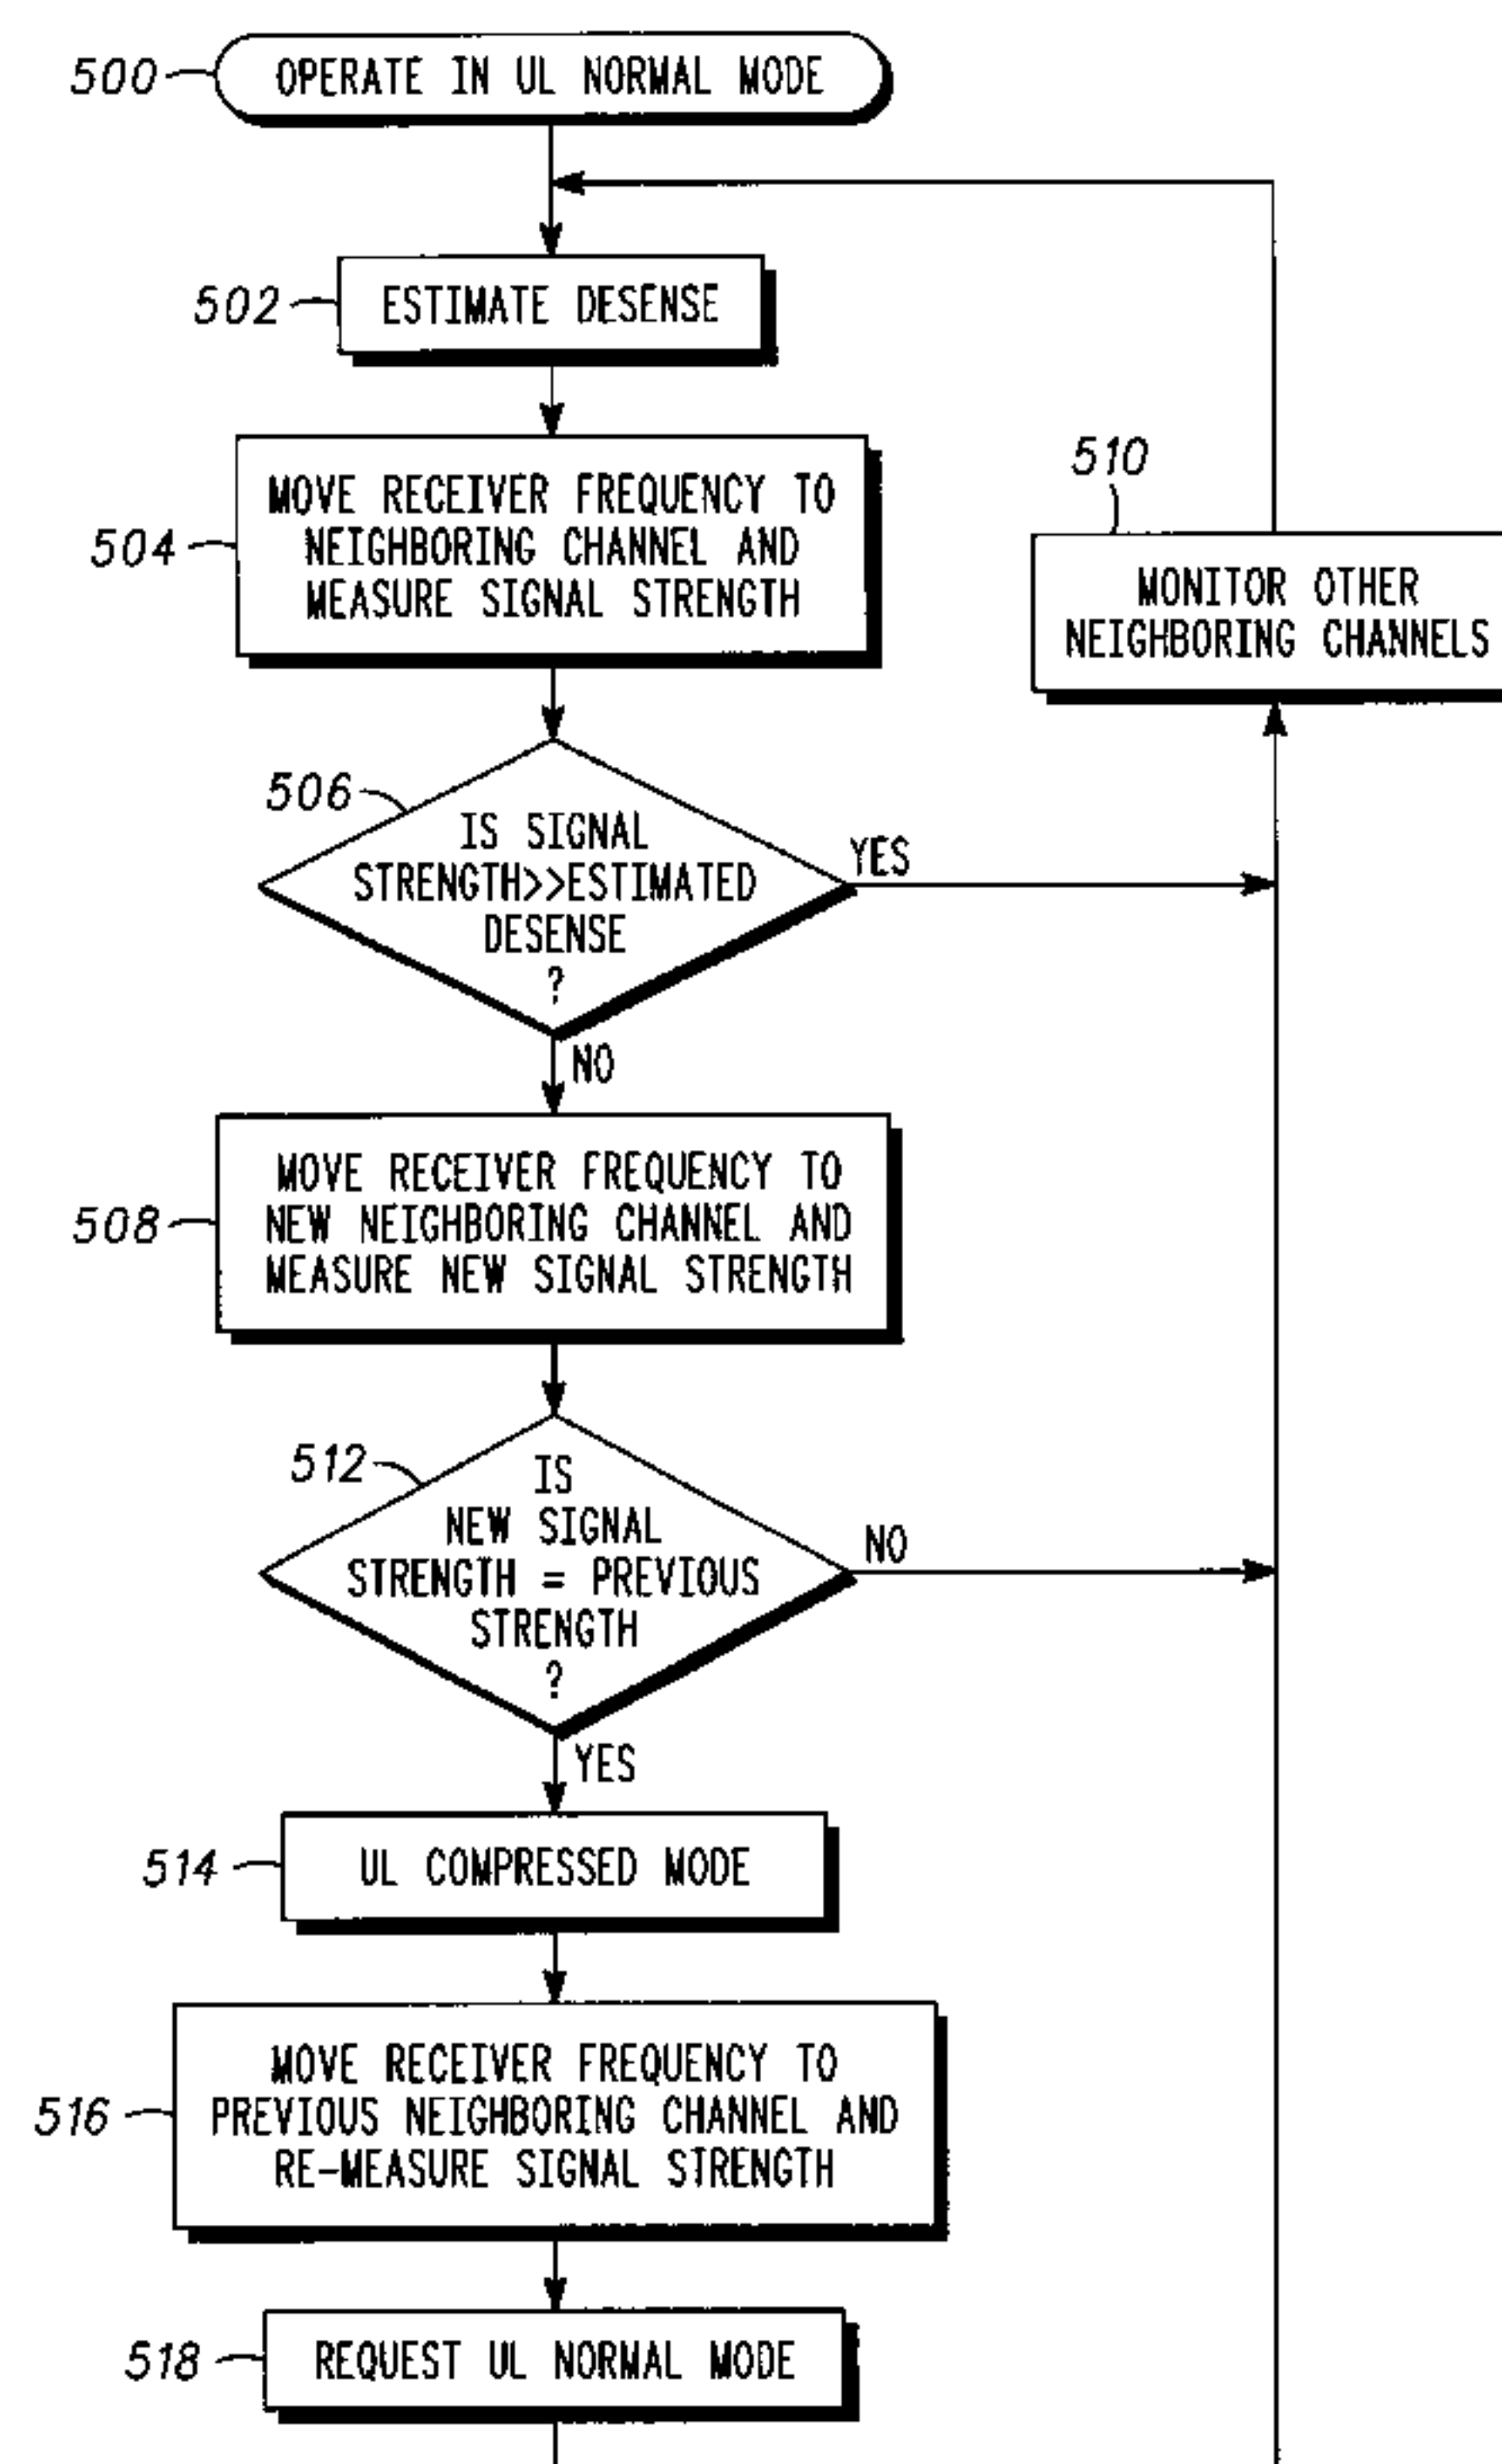 500
OPERATE IN UL NORMAL MODE
502
ESTIMATE DESENSE
504
MOVE RECEIVER FREQUENCY TO
NEIGHBORING CHANNEL AND
MEASURE SIGNAL STRENGTH
510
MONITOR OTHER
NEIGHBORING CHANNELS
506
IS SIGNAL
STRENGTH>>ESTIMATED
DESENSE
?
YES
NO
508
MOVE RECEIVER FREQUENCY TO
NEW NEIGHBORING CHANNEL AND
MEASURE NEW SIGNAL STRENGTH
512
IS
NEW SIGNAL
STRENGTH = PREVIOUS
STRENGTH
?
NO
YES
514
UL COMPRESSED MODE
516
MOVE RECEIVER FREQUENCY TO
PREVIOUS NEIGHBORING CHANNEL AND
RE-MEASURE SIGNAL STRENGTH
518
REQUEST UL NORMAL MODE